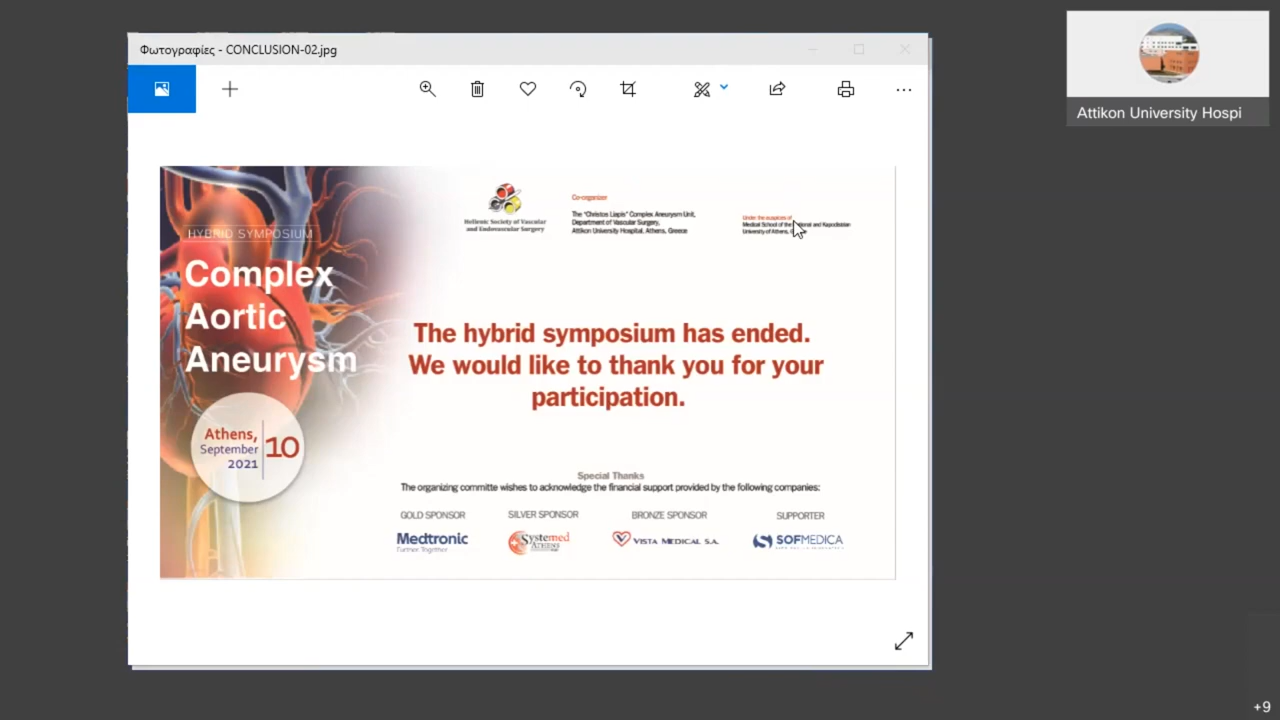 Φωτογραφίες - CONCLUSION-02.jpg
Attikon University Hospi
HYBRID SYMPOSIUM
Complex
Aortic
Aneurysm
Athens,
September
2021
10
Hellenic Society of Vascular
and Endovascular Surgery
Co-organizer
The "Christos Liapis" Complex Aneurysm Unit,
Department of Vascular Surgery,
Attikon University Hospital, Athens, Greece
Under the auspices of
Medical School of the and Kapodistrian
University of Athens,
The hybrid symposium has ended.
We would like to thank you for your
participation.
Special Thanks
The organizing committe wishes to acknowledge the financial support provided by the following companies:
GOLD SPONSOR
SILVER SPONSOR
BRONZE SPONSOR
SUPPORTER
Medtronic
Further Together
Systemed
ATHENS
VISTA MEDICAL S.A.
SOFMEDICA
+9